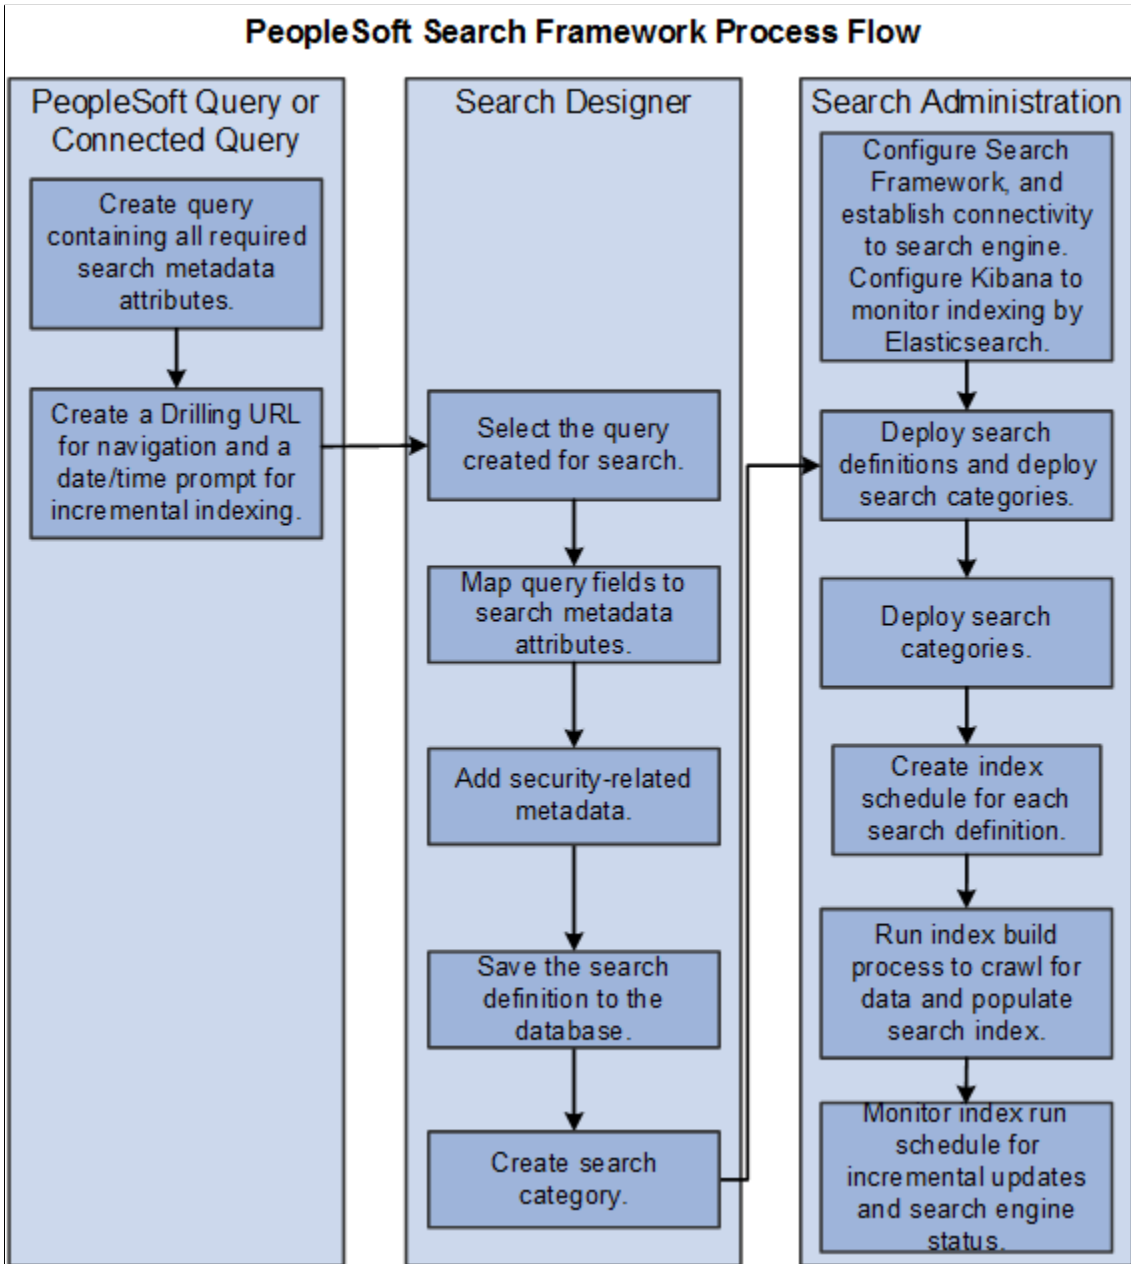 PeopleSoft Search Framework Process Flow
PeopleSoft Query or
Connected Query
Create query
containing all required
search metadata
attributes.
Create a Drilling URL
for navigation and a
date/time prompt for
incremental indexing.
Search Designer
Select the query
created for search.
Map query fields to
search metadata
attributes.
Add security-related
metadata.
Save the search
definition to the
database.
Create search
category.
Search Administration
Configure Search
Framework, and
establish connectivity
to search engine.
Configure Kibana to
monitor indexing by
Elasticsearch.
Deploy search
definitions and deploy
search categories.
Deploy search
categories.
Create index
schedule for each
search definition.
Run index build
process to crawl for
data and populate
search index.
Monitor index run
schedule for
incremental updates
and search engine
status.